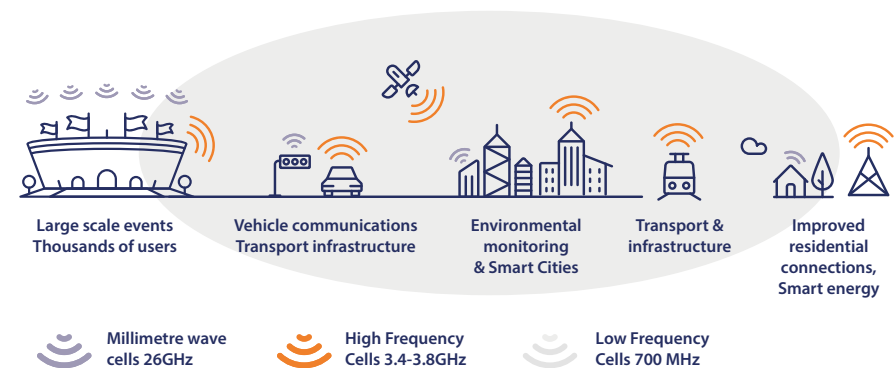 Large scale events
Thousands of users
Vehicle communications
Transport infrastructure
Environmental
monitoring
& Smart Cities
Transport &
infrastructure
Improved
residential
connections,
Smart energy
Millimetre wave
cells 26GHz
High Frequency
Cells 3.4-3.8GHz
Low Frequency
Cells 700 MHz